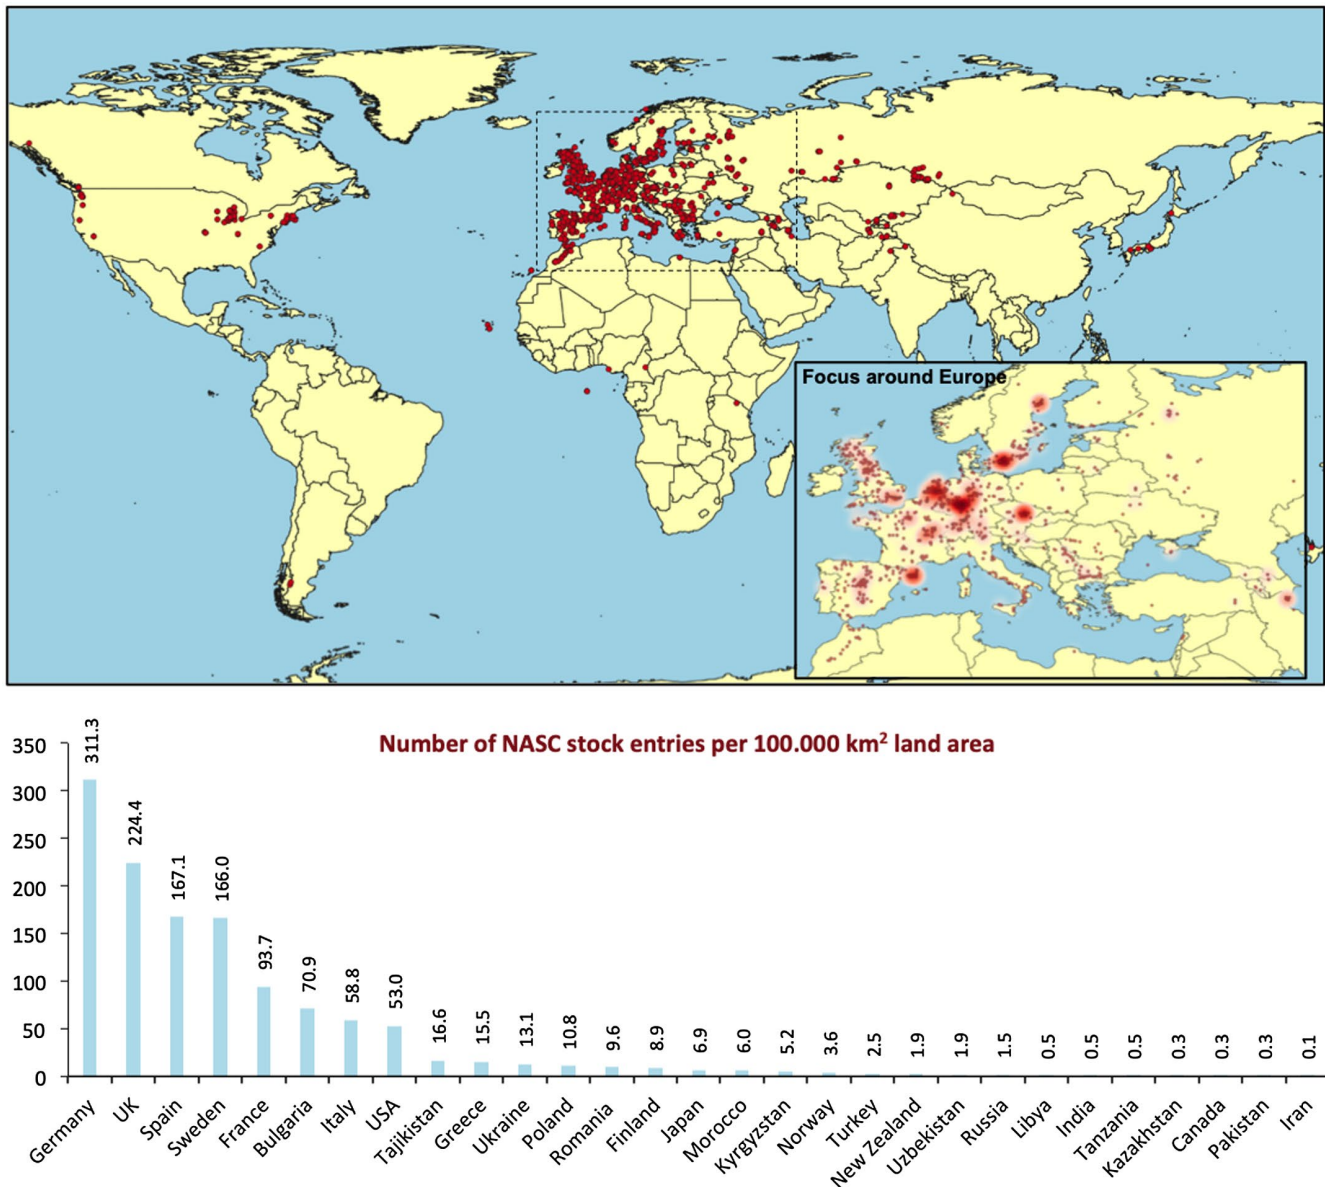 Focus around Europe
Number of NASC stock entries per 100.000 km² land area
350
300
250
200
150
100
50
0
311.3
224.4
167.1
166.0
93.7
70.9
58.8
53.0
16.6
15.5
13.1
10.8
9.6
8.9
6.9
6.0
5.2
3.6
2.5
1.9
1.9
1.5
0.5
0.5
0.5
0.3
0.3
0.3
0.1
Germany
UK
Spain
Sweden
France
Bulgaria
Italy
USA
Tajikistan
Greece
Ukraine
Poland
Romania
Finland
Japan
Morocco
Kyrgyzstan
Norway
Turkey
New Zealand
Uzbekistan
Russia
Libya
India
Tanzania
Kazakhstan
Canada
Pakistan
Iran